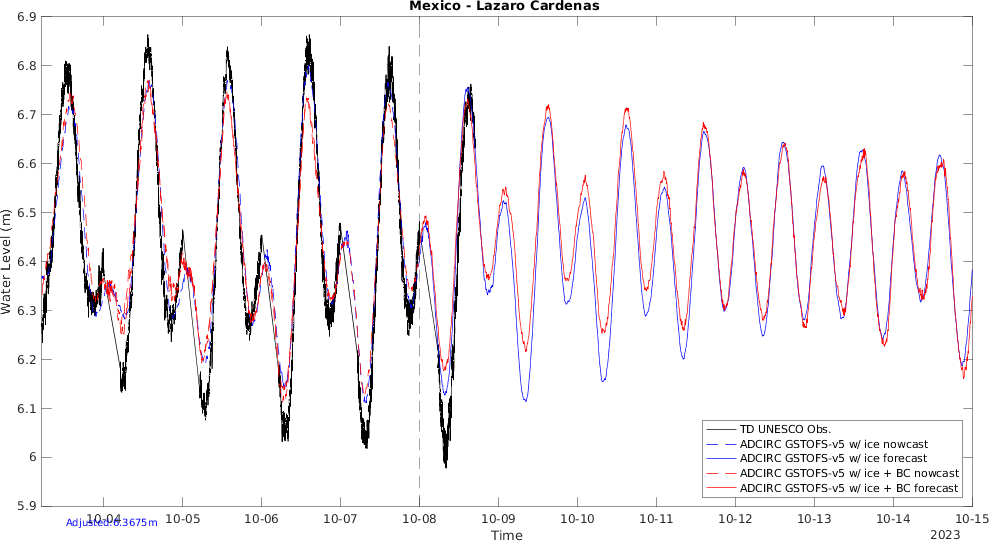 Mexico - Lazaro Cardenas
6.9
6.8
6.7
6.6
6.5
6.4
6.3
6.2
6.1
6
5.9
Water Level (m)
TD UNESCO Obs.
ADCIRC GSTOFS-v5 w/ ice nowcast
ADCIRC GSTOFS-v5 w/ ice forecast
ADCIRC GSTOFS-v5 w/ ice + BC nowcast
ADCIRC GSTOFS-v5 w/ ice + BC forecast
10-04 10-05 10-06 10-07 10-08 10-09 10-10 10-11 10-12 10-13 10-14 10-15
Adjusted:6.3675m
Time
2023